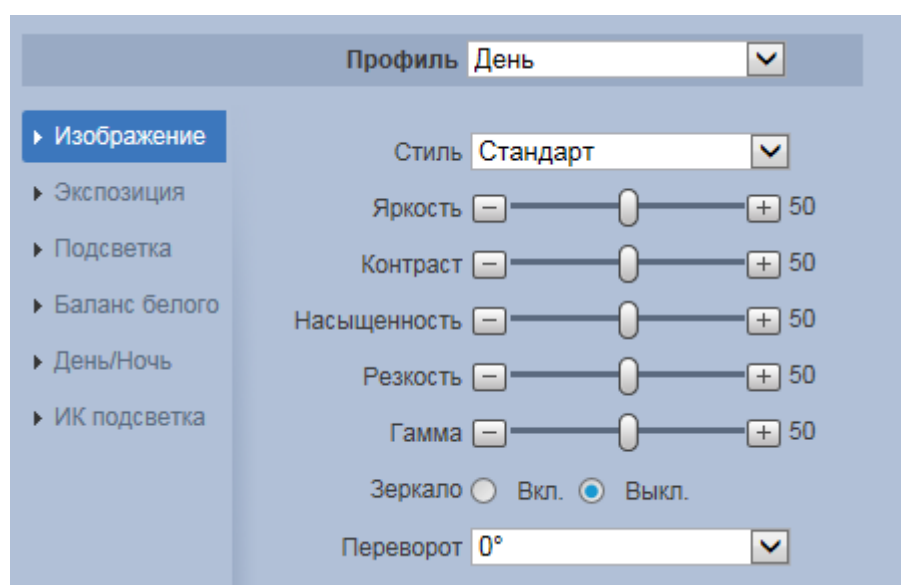 Профиль День
Изображение
Экспозиция
Подсветка
Баланс белого
День/Ночь
ИК подсветка
Стиль Стандарт
Яркость 50
Контраст 50
Насыщенность 50
Резкость 50
Гамма 50
Зеркало Вкл. Выкл.
Переворот 0°